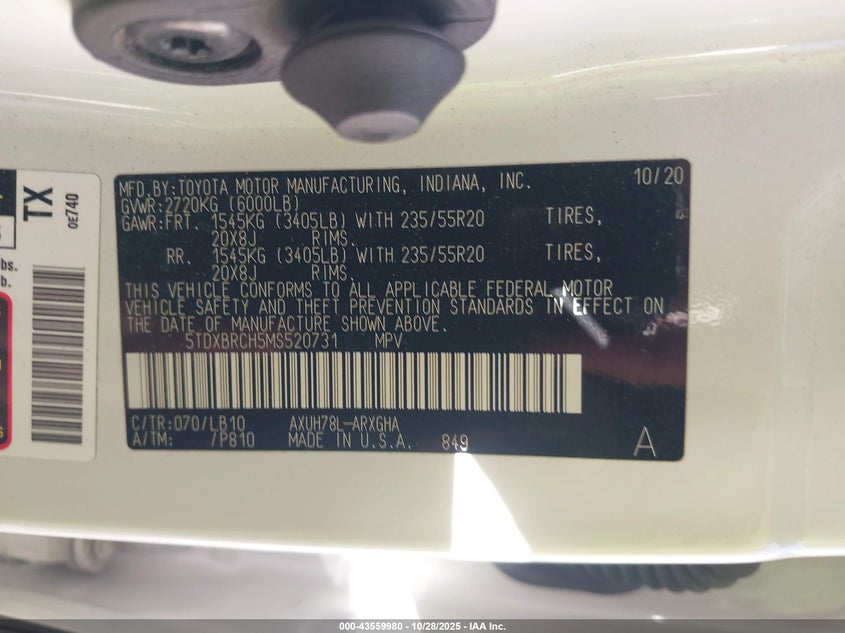 MFD.BY:TOYOTA MOTOR MANUFACTURING, INDIANA, INC. 10/20
GVWR:2720KG (6000LB)
GAWR:FRT. 1545KG (3405LB) WITH 235/55R20 TIRES,
20X8J RIMS.
RR. 1545KG (3405LB) WITH 235/55R20 TIRES,
20X8J RIMS.
THIS VEHICLE CONFORMS TO ALL APPLICABLE FEDERAL MOTOR
VEHICLE SAFETY AND THEFT PREVENTION STANDARDS IN EFFECT ON
THE DATE OF MANUFACTURE SHOWN ABOVE.
5TDXBRCH5MS520731 MPV
C/TR:070/LB10 AXUH78L-ARXGHA
A/TM: /P810 MADE IN U.S.A. 849 A
TX
0E740
lbs.
b.
000-43559980 - 10/28/2025 - IAA Inc.